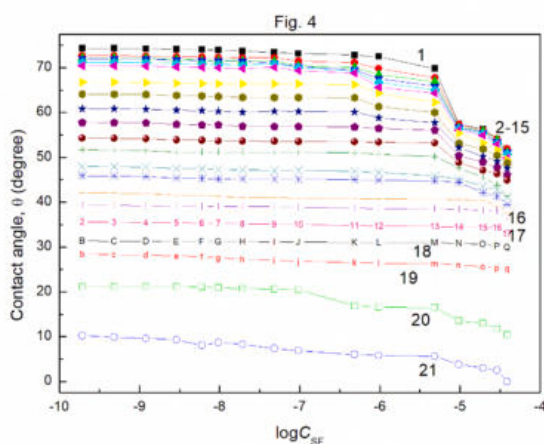 Fig. 4
Contact angle, θ (degree)
70
60
50
40
30
20
10
0
1
2-15
16
17
2 3 4 5 6 7 8 9 10 11 12 13 14 15 16
B C D E F G H I J K L M N O P Q
18
b c d e f g h i j k l m n o p q
19
20
21
-10 -9 -8 -7 -6 -5 -4
logC_SF